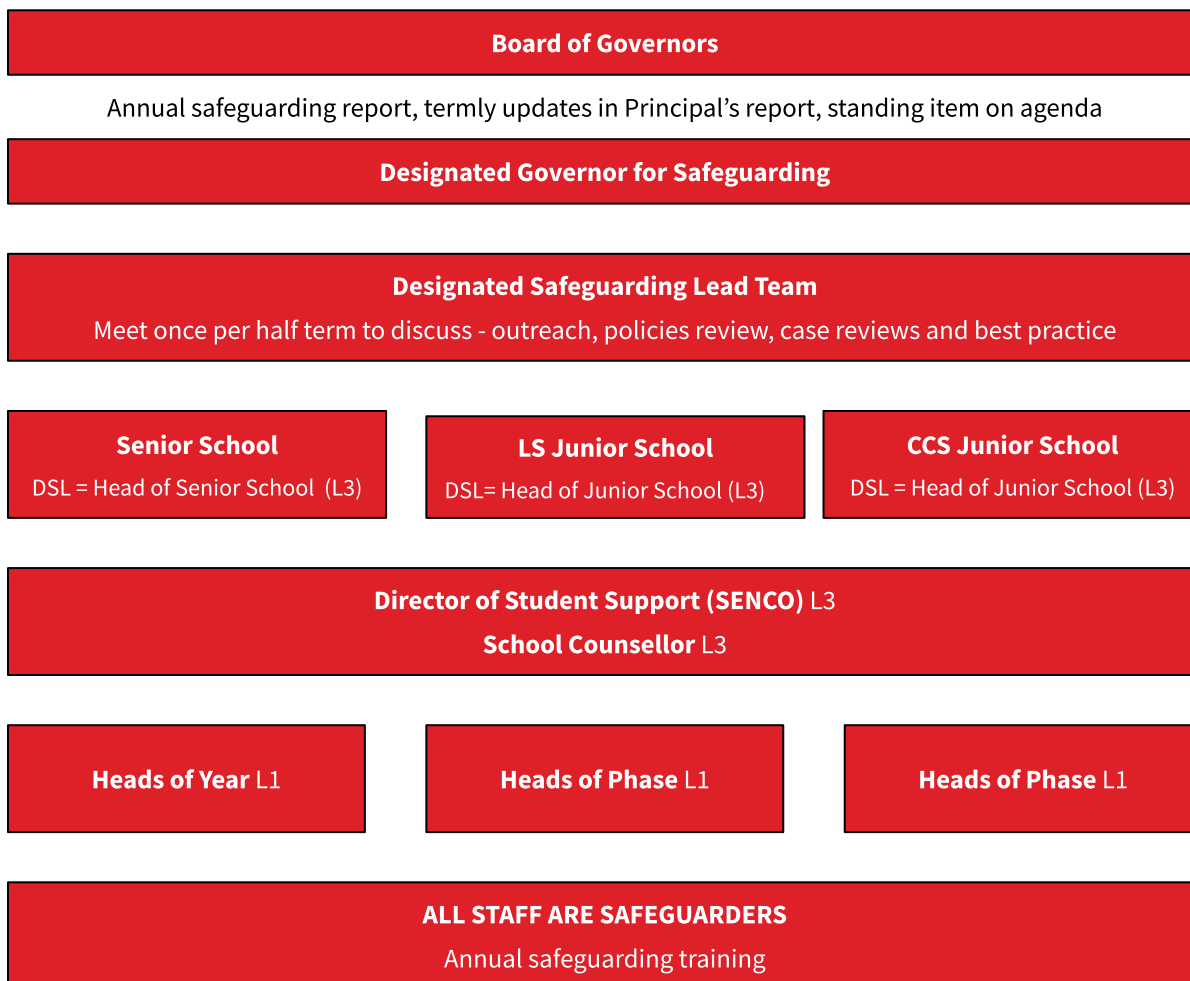 Board of Governors
Annual safeguarding report, termly updates in Principal's report, standing item on agenda
Designated Governor for Safeguarding
Designated Safeguarding Lead Team
Meet once per half term to discuss - outreach, policies review, case reviews and best practice
Senior School
DSL = Head of Senior School (L3)
LS Junior School
DSL= Head of Junior School (L3)
CCS Junior School
DSL = Head of Junior School (L3)
Director of Student Support (SENCO) L3
School Counsellor L3
Heads of Year L1
Heads of Phase L1
Heads of Phase L1
ALL STAFF ARE SAFEGUARDERS
Annual safeguarding training